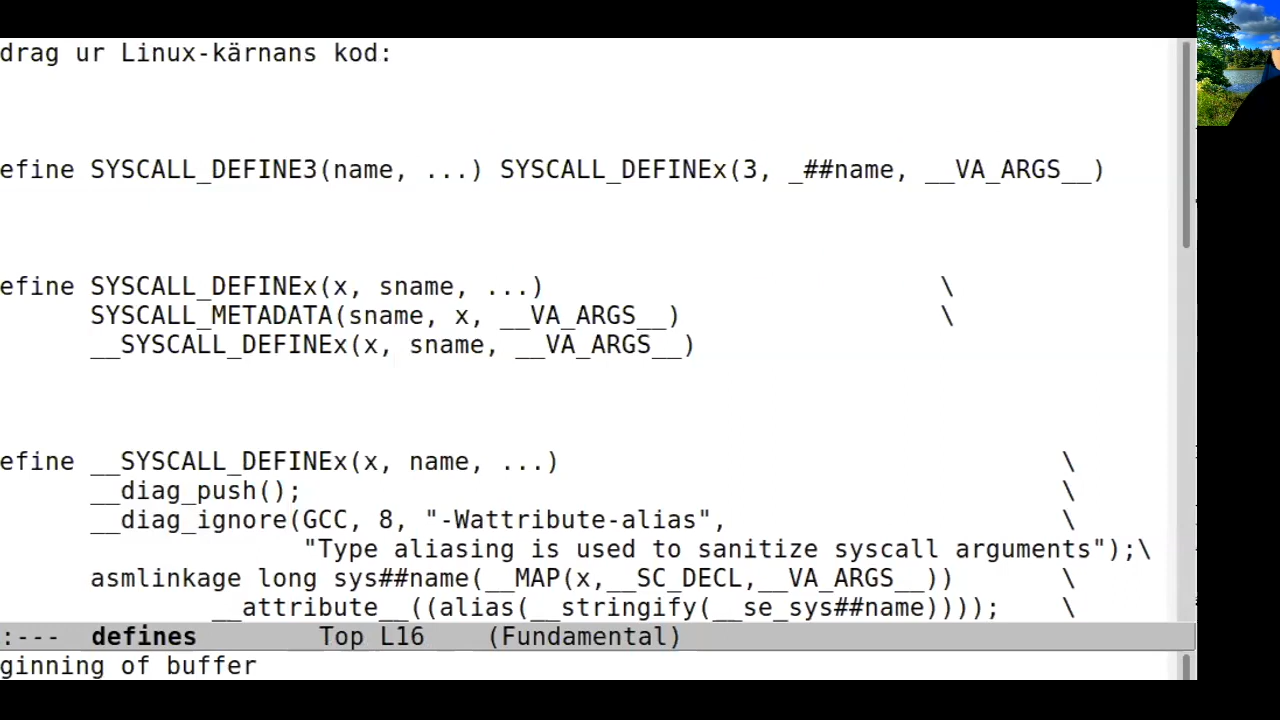 drag ur Linux-kärnans kod:
efine SYSCALL_DEFINE3(name, ...) SYSCALL_DEFINEx(3, _##name, __VA_ARGS__)
efine SYSCALL_DEFINEx(x, sname, ...) \
SYSCALL_METADATA(sname, x, __VA_ARGS__) \
__SYSCALL_DEFINEx(x, sname, __VA_ARGS__)
efine __SYSCALL_DEFINEx(x, name, ...) \
__diag_push(); \
__diag_ignore(GCC, 8, "-Wattribute-alias", \
"Type aliasing is used to sanitize syscall arguments");\
asmlinkage long sys##name(__MAP(x,__SC_DECL,__VA_ARGS__)) \
__attribute__((alias(__stringify(__se_sys##name)))); \
:--- defines Top L16 (Fundamental)
ginning of buffer